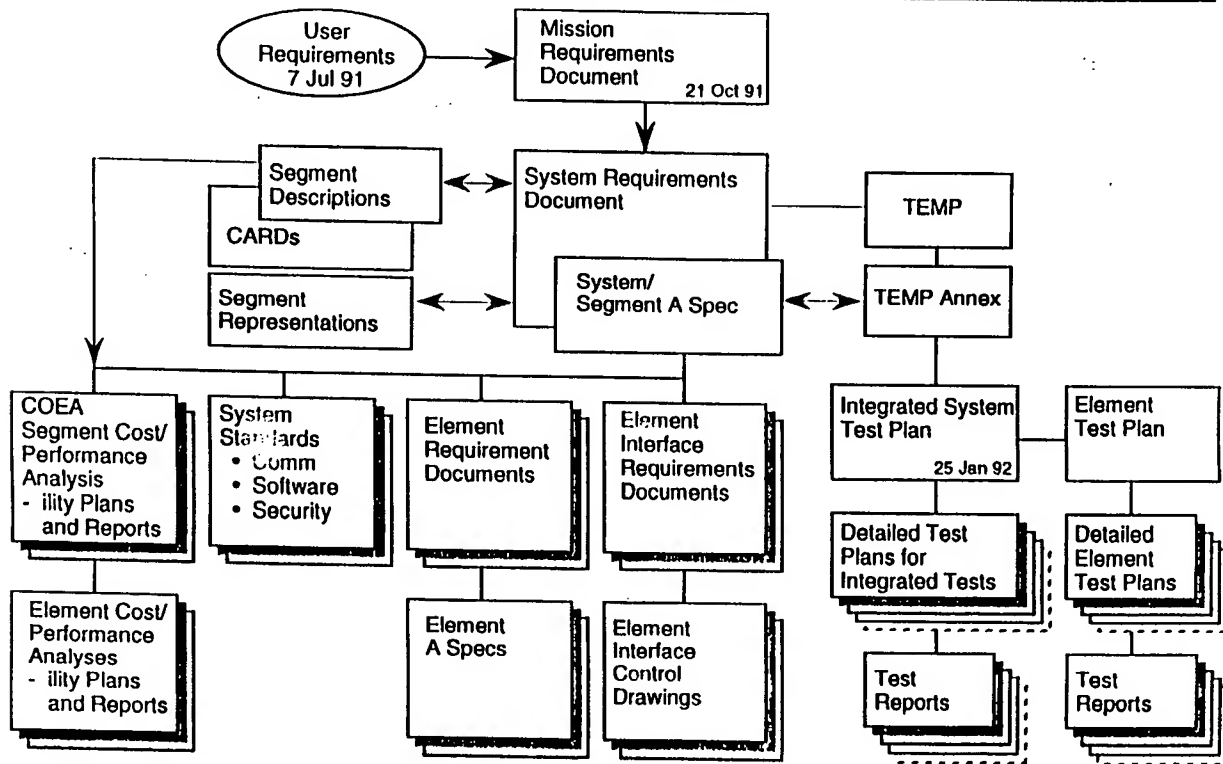 User
Requirements
7 Jul 91
Mission
Requirements
Document
21 Oct 91
Segment
Descriptions
CARDs
Segment
Representations
System Requirements
Document
System/
Segment A Spec
TEMP
TEMP Annex
COEA
Segment Cost/
Performance
Analysis
- ility Plans
and Reports
System
Standards
• Comm
• Software
• Security
Element
Requirement
Documents
Element
Interface
Requirements
Documents
Integrated System
Test Plan
25 Jan 92
Element
Test Plan
Element Cost/
Performance
Analyses
- ility Plans
and Reports
Element
A Specs
Element
Interface
Control
Drawings
Detailed Test
Plans for
Integrated Tests
Detailed
Element
Test Plans
Test
Reports
Test
Reports